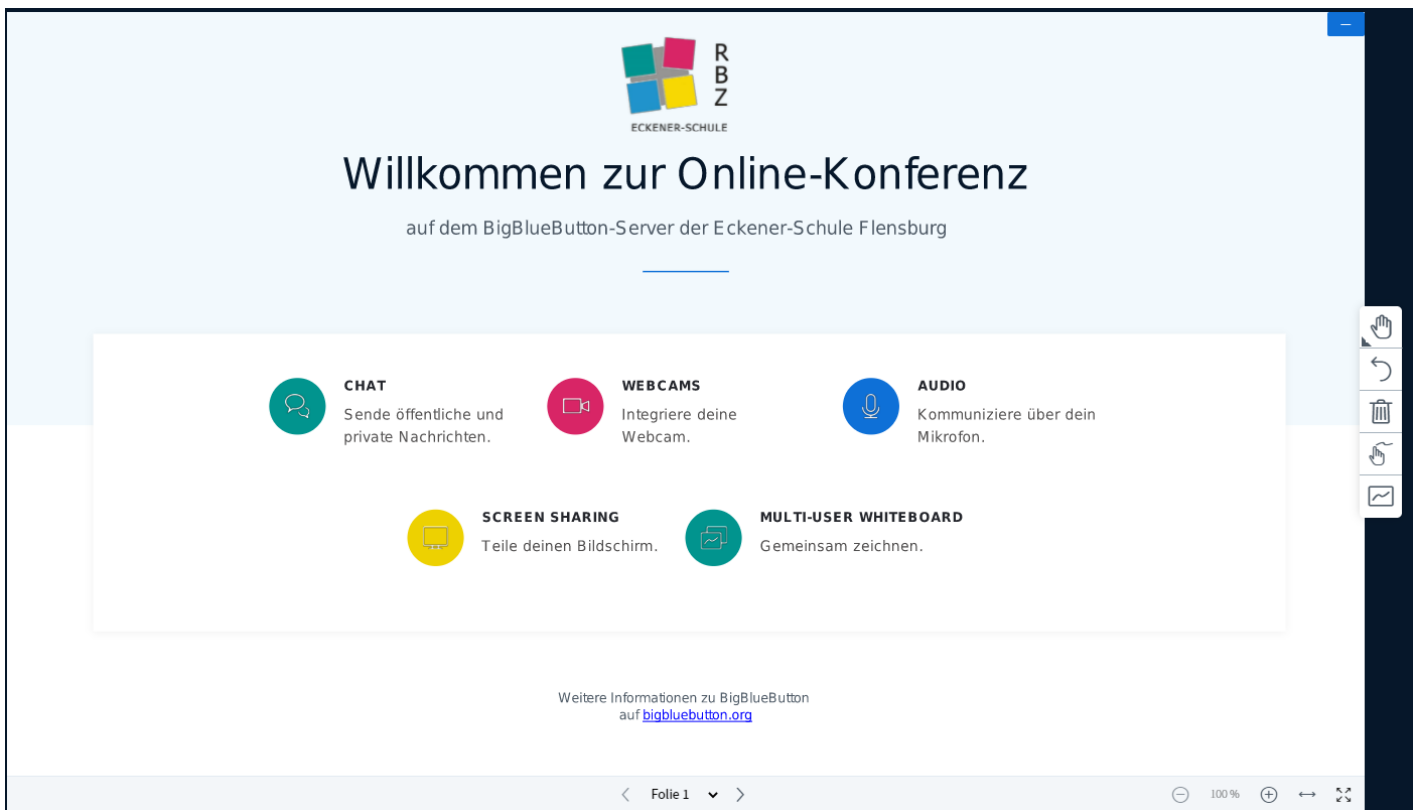 R
B
Z
ECKENER-SCHULE
Willkommen zur Online-Konferenz
auf dem BigBlueButton-Server der Eckener-Schule Flensburg
CHAT
Sende öffentliche und
private Nachrichten.
WEBCAMS
Integriere deine
Webcam.
AUDIO
Kommuniziere über dein
Mikrofon.
SCREEN SHARING
Teile deinen Bildschirm.
MULTI-USER WHITEBOARD
Gemeinsam zeichnen.
Weitere Informationen zu BigBlueButton
auf bigbluebutton.org
Folie 1
100 %